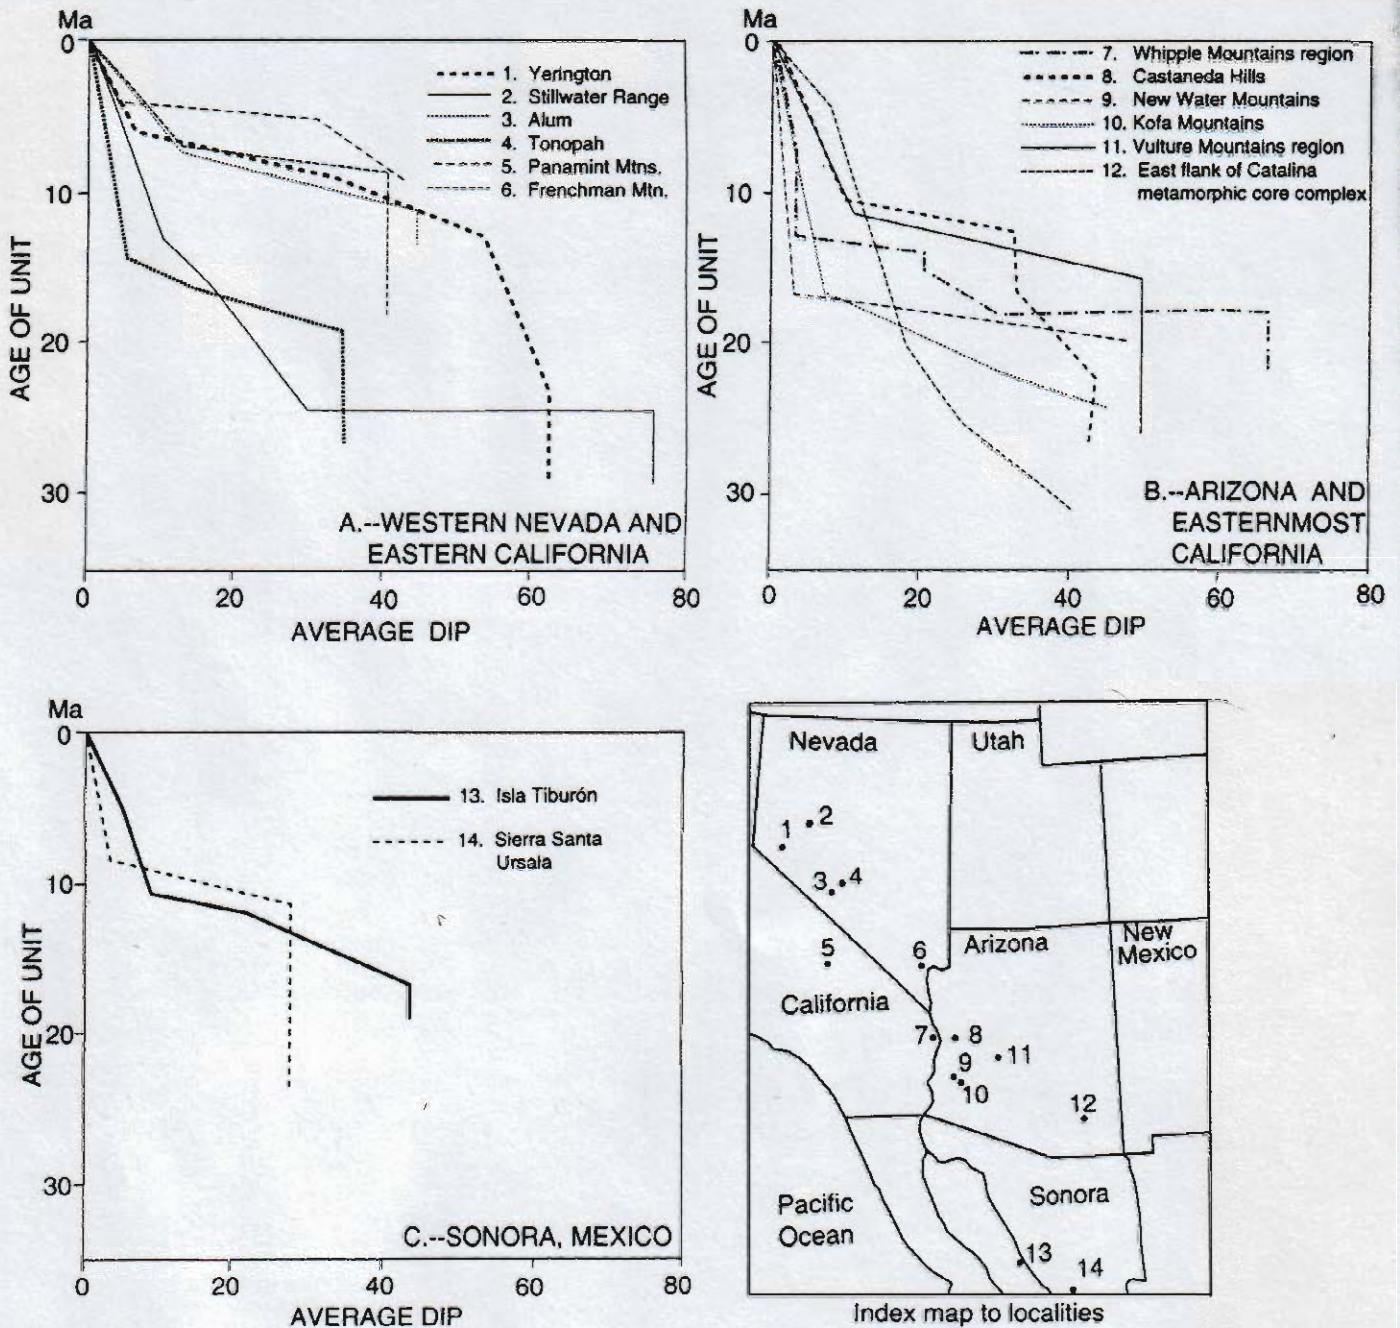 Ma
0
10
20
30
AGE OF UNIT
1. Yerington
2. Stillwater Range
3. Alum
4. Tonopah
5. Panamint Mtns.
6. Frenchman Mtn.
A.--WESTERN NEVADA AND
EASTERN CALIFORNIA
0 20 40 60 80
AVERAGE DIP
Ma
0
10
20
30
AGE OF UNIT
7. Whipple Mountains region
8. Castaneda Hills
9. New Water Mountains
10. Kofa Mountains
11. Vulture Mountains region
12. East flank of Catalina
metamorphic core complex
B.--ARIZONA AND
EASTERNMOST
CALIFORNIA
0 20 40 60 80
AVERAGE DIP
Ma
0
10
20
30
AGE OF UNIT
13. Isla Tiburón
14. Sierra Santa
Ursala
C.--SONORA, MEXICO
0 20 40 60 80
AVERAGE DIP
Nevada
Utah
1
2
3
4
5
6
Arizona
New
Mexico
California
7
8
9
10
11
12
Pacific
Ocean
Sonora
13
14
Index map to localities